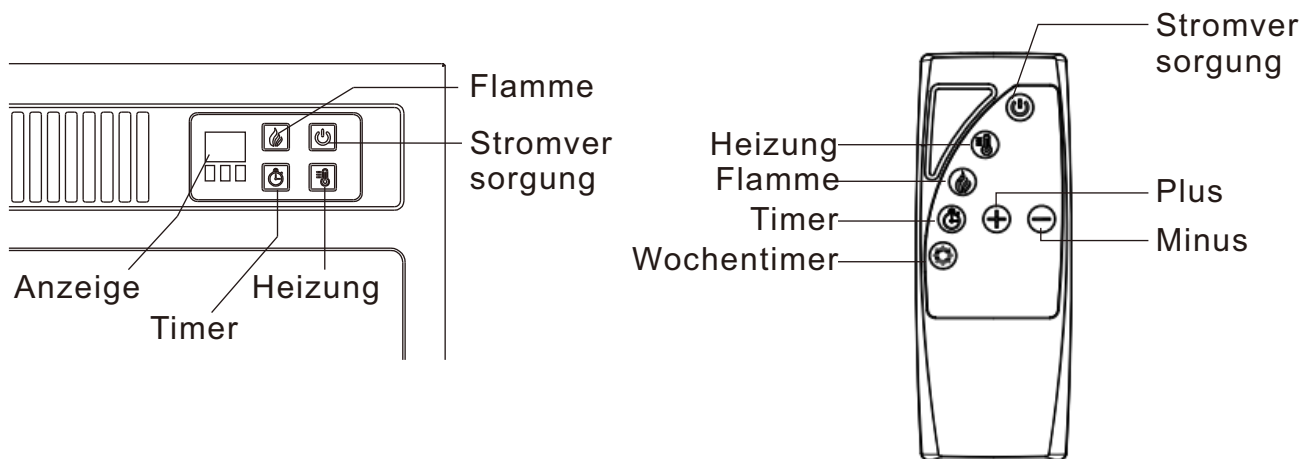 Flamme
Stromver
sorgung
Anzeige
Heizung
Timer
Stromver
sorgung
Heizung
Flamme
Timer
Wochentimer
Plus
Minus